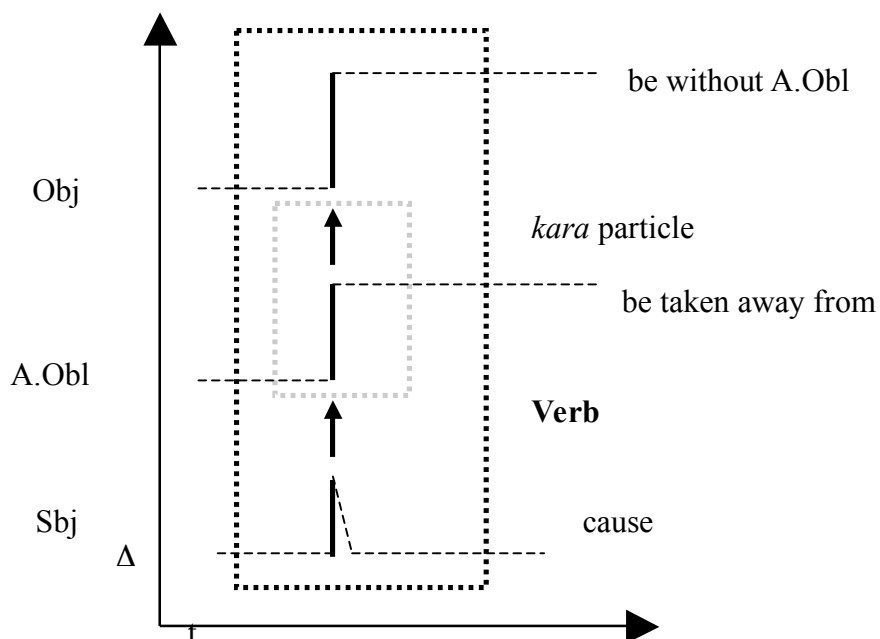 be without A.Obl
Obj
kara particle
be taken away from
A.Obl
Verb
Sbj
cause
Δ
t